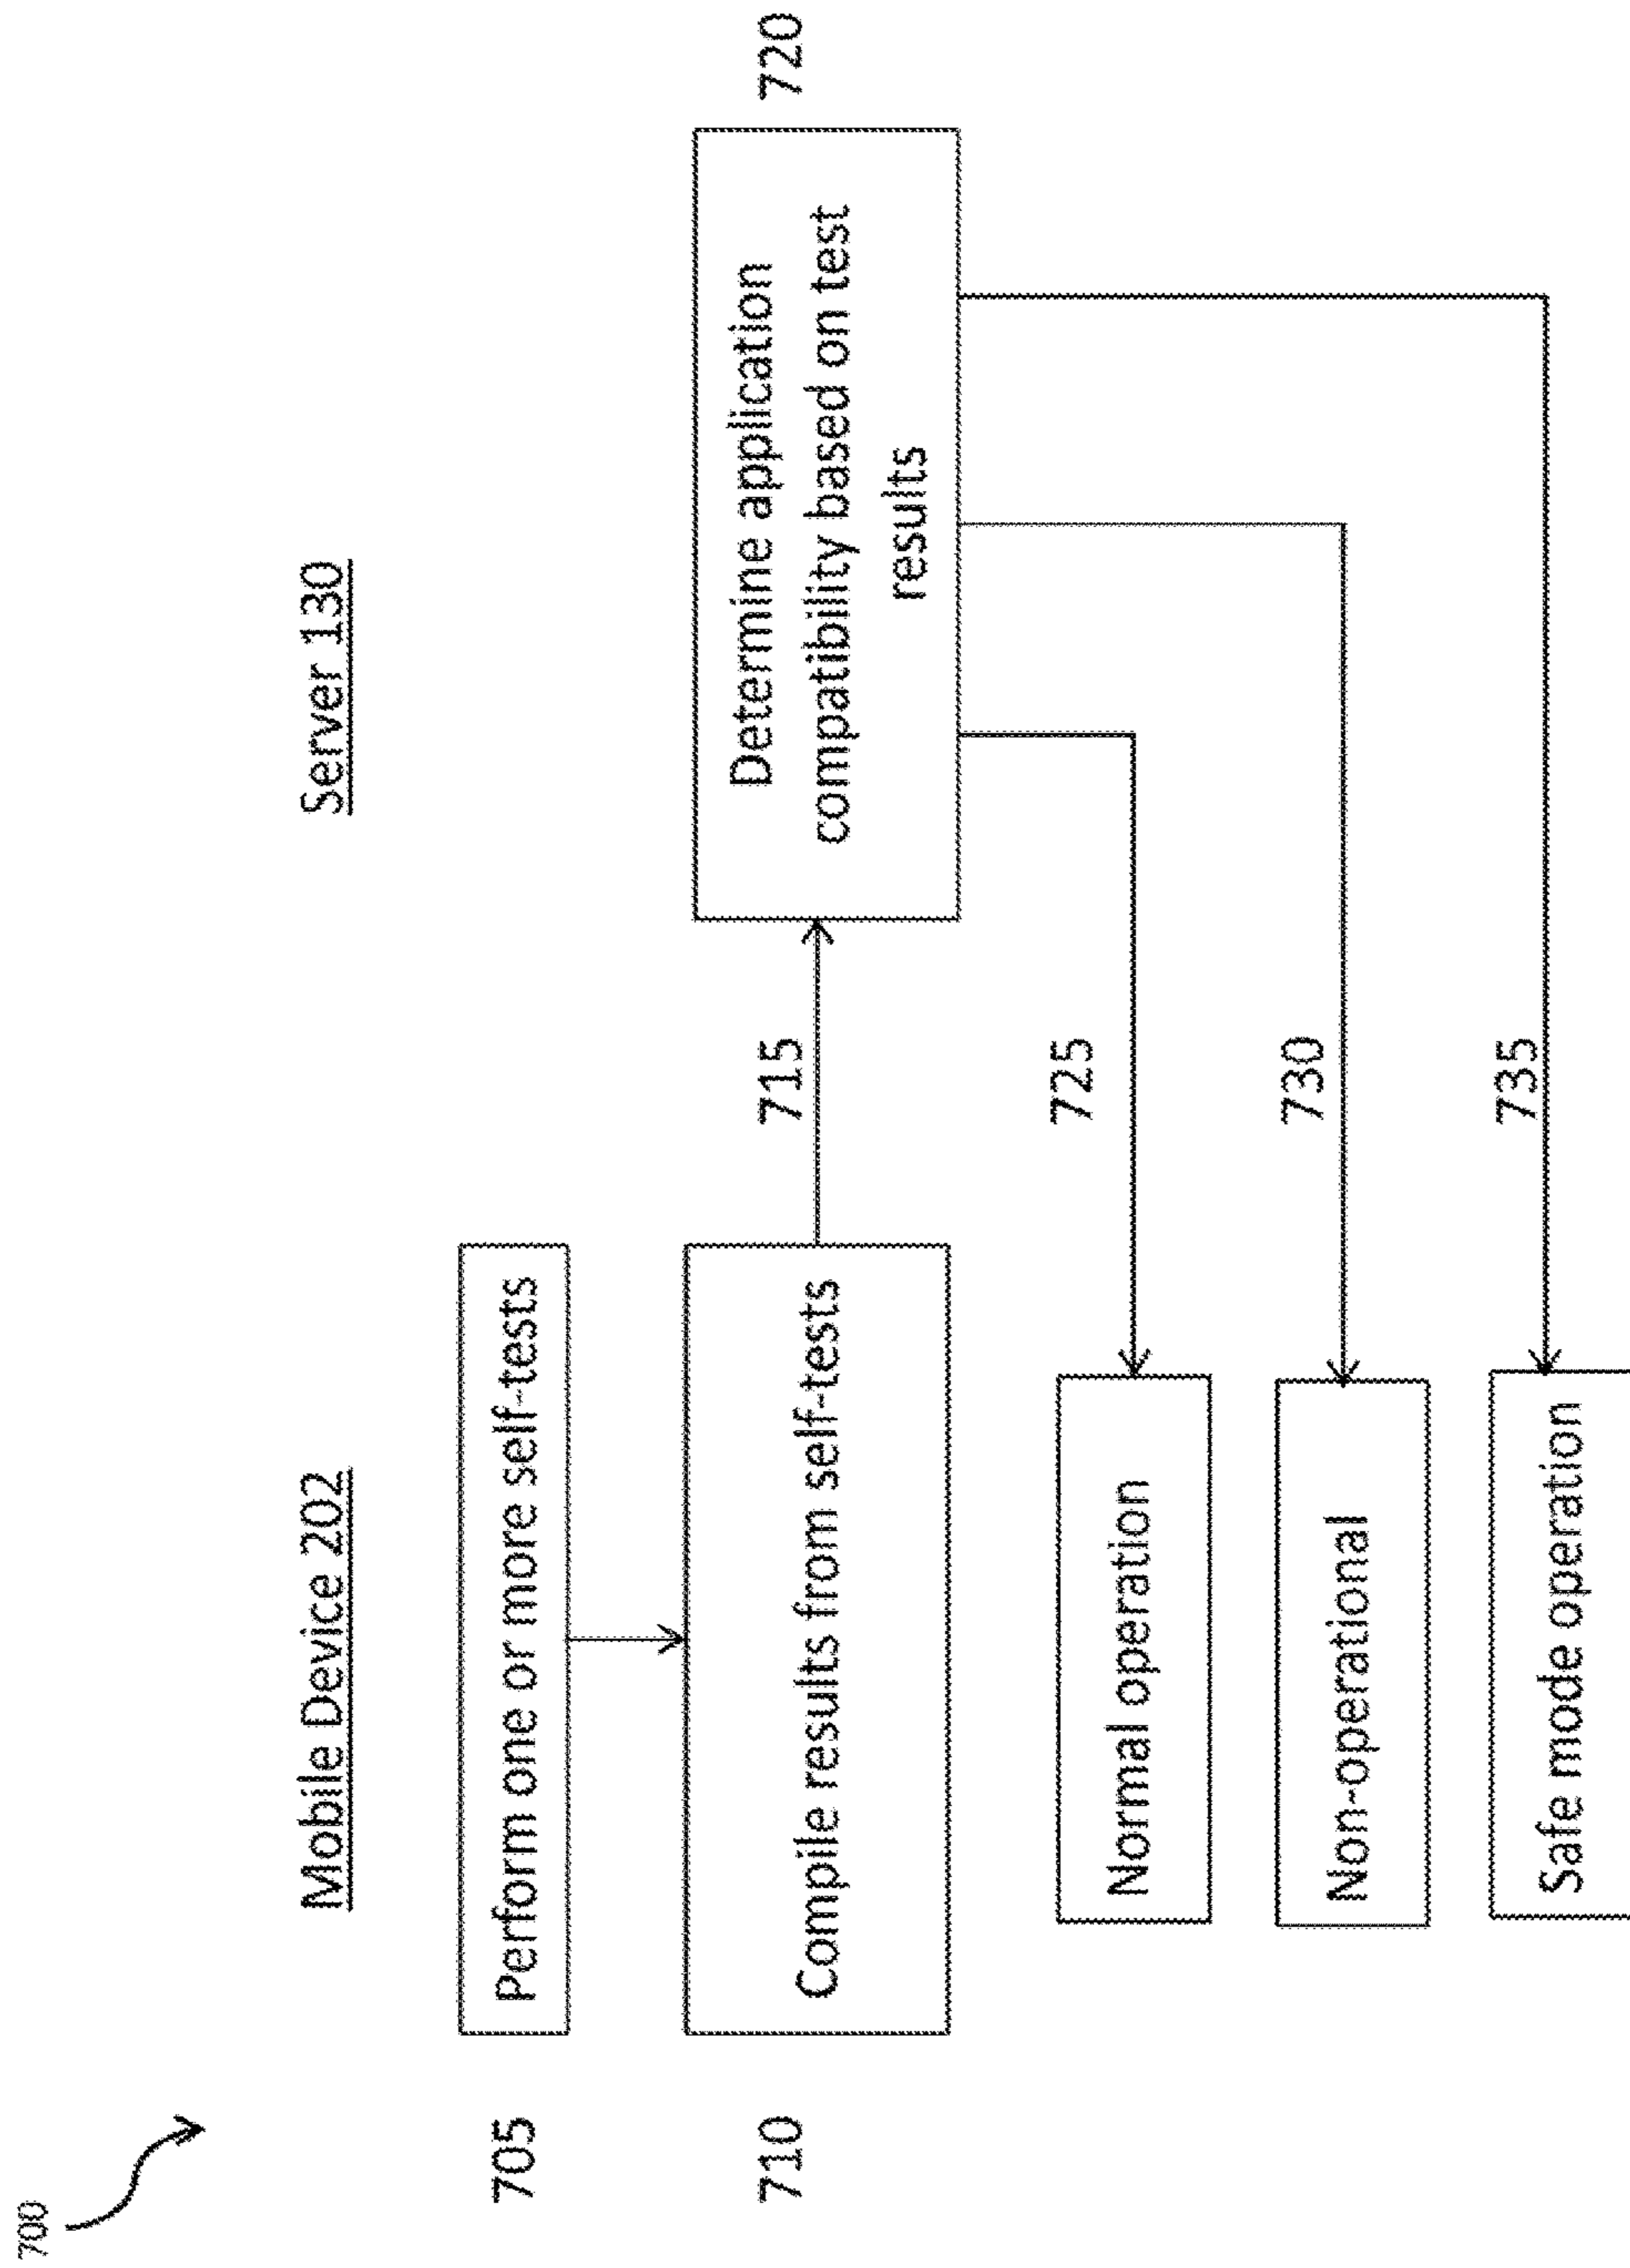 700
Mobile Device 202
Server 130
705
Perform one or more self-tests
710
Compile results from self-tests
715
Determine application
compatibility based on test
results
720
725
Normal operation
730
Non-operational
735
Safe mode operation